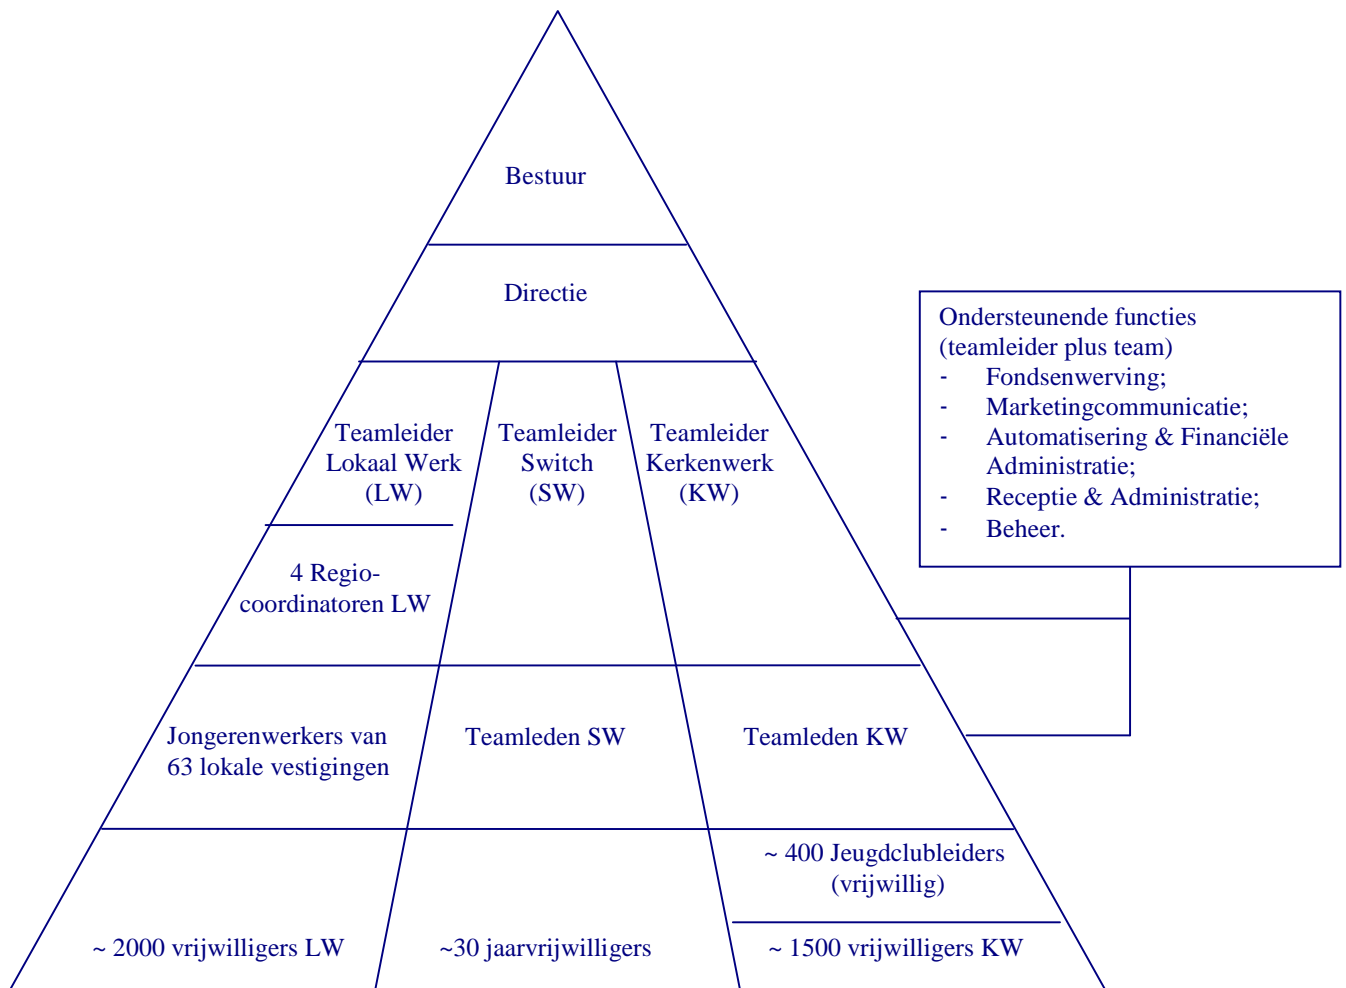 Bestuur
Directie
Ondersteunende functies
(teamleider plus team)
- Fondsenwerving;
- Marketingcommunicatie;
- Automatisering & Financiële
Administratie;
- Receptie & Administratie;
- Beheer.
Teamleider
Lokaal Werk
(LW)
Teamleider
Switch
(SW)
Teamleider
Kerkenwerk
(KW)
4 Regio-
coordinatoren LW
Jongerenwerkers van
63 lokale vestigingen
Teamleden SW
Teamleden KW
~ 400 Jeugdclubleiders
(vrijwillig)
~ 2000 vrijwilligers LW
~30 jaarvrijwilligers
~ 1500 vrijwilligers KW